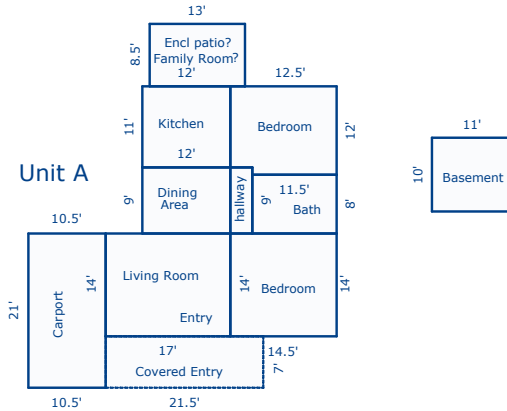 13'
8.5'
Encl patio?
Family Room?
12'
12.5'
11'
Kitchen
Bedroom
12'
11'
12'
10'
Basement
Unit A
9'
Dining
Area
hallway
9'
11.5'
Bath
8'
10.5'
21'
Carport
14'
Living Room
Entry
14'
Bedroom
14'
17'
Covered Entry
14.5'
7'
10.5'
21.5'